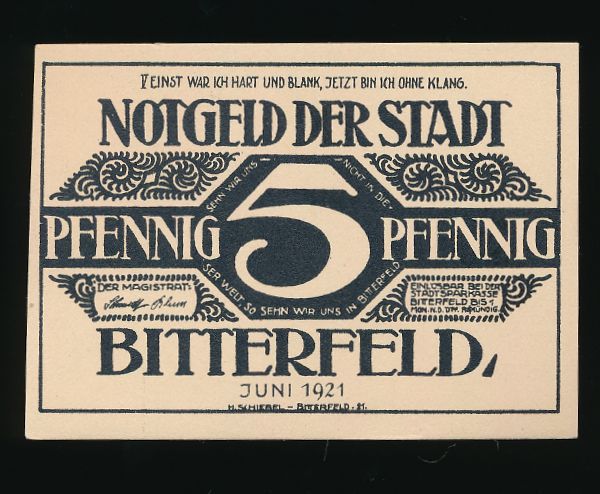 V EINST WAR ICH HART UND BLANK, JETZT BIN ICH OHNE KLANG.
NOTGELD DER STADT
SEHN WIR UNS NICHT IN DIE-
SER WELT-SO SEHN WIR UNS IN BITTERFELD
PFENNIG 5 PFENNIG
DER MAGISTRAT:
EINLÖSBAR BEI DER
STADTSPARKASSE
BITTERFELD BIS 1
MON. N. D.
BITTERFELD,
JUNI 1921
H. SCHIEBEL – BITTERFELD - 21.